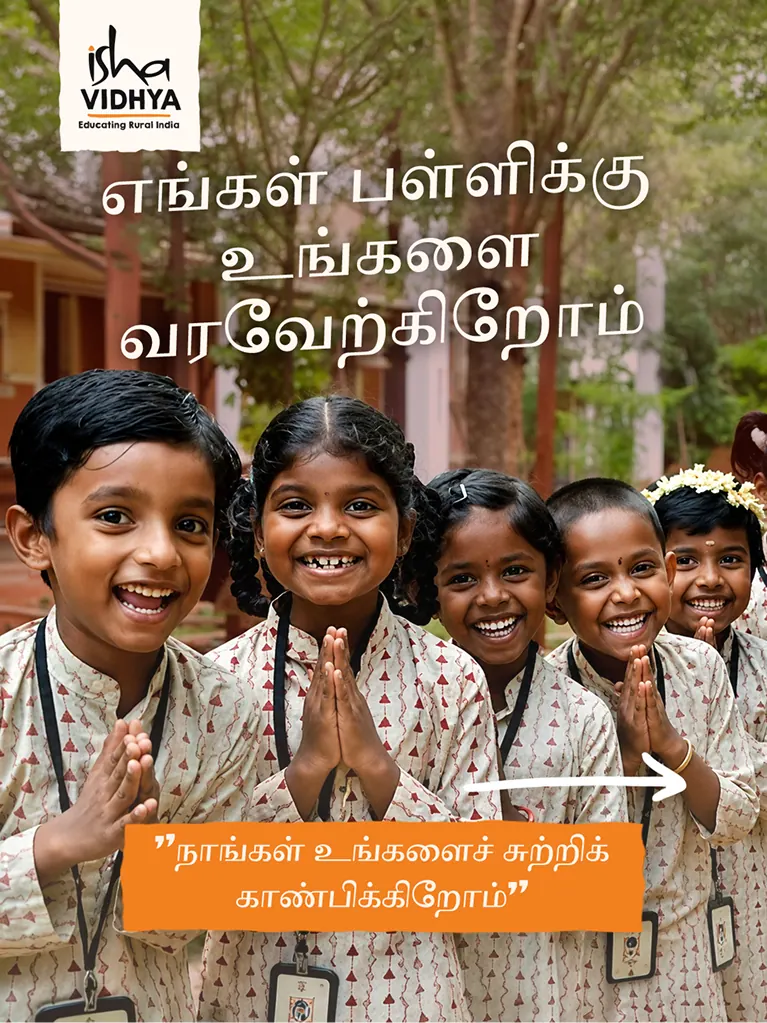 isha
VIDHYA
Educating Rural India
எங்கள் பள்ளிக்கு
உங்களை
வரவேற்கிறோம்
”நாங்கள் உங்களைச் சுற்றிக்
காண்பிக்கிறோம்”